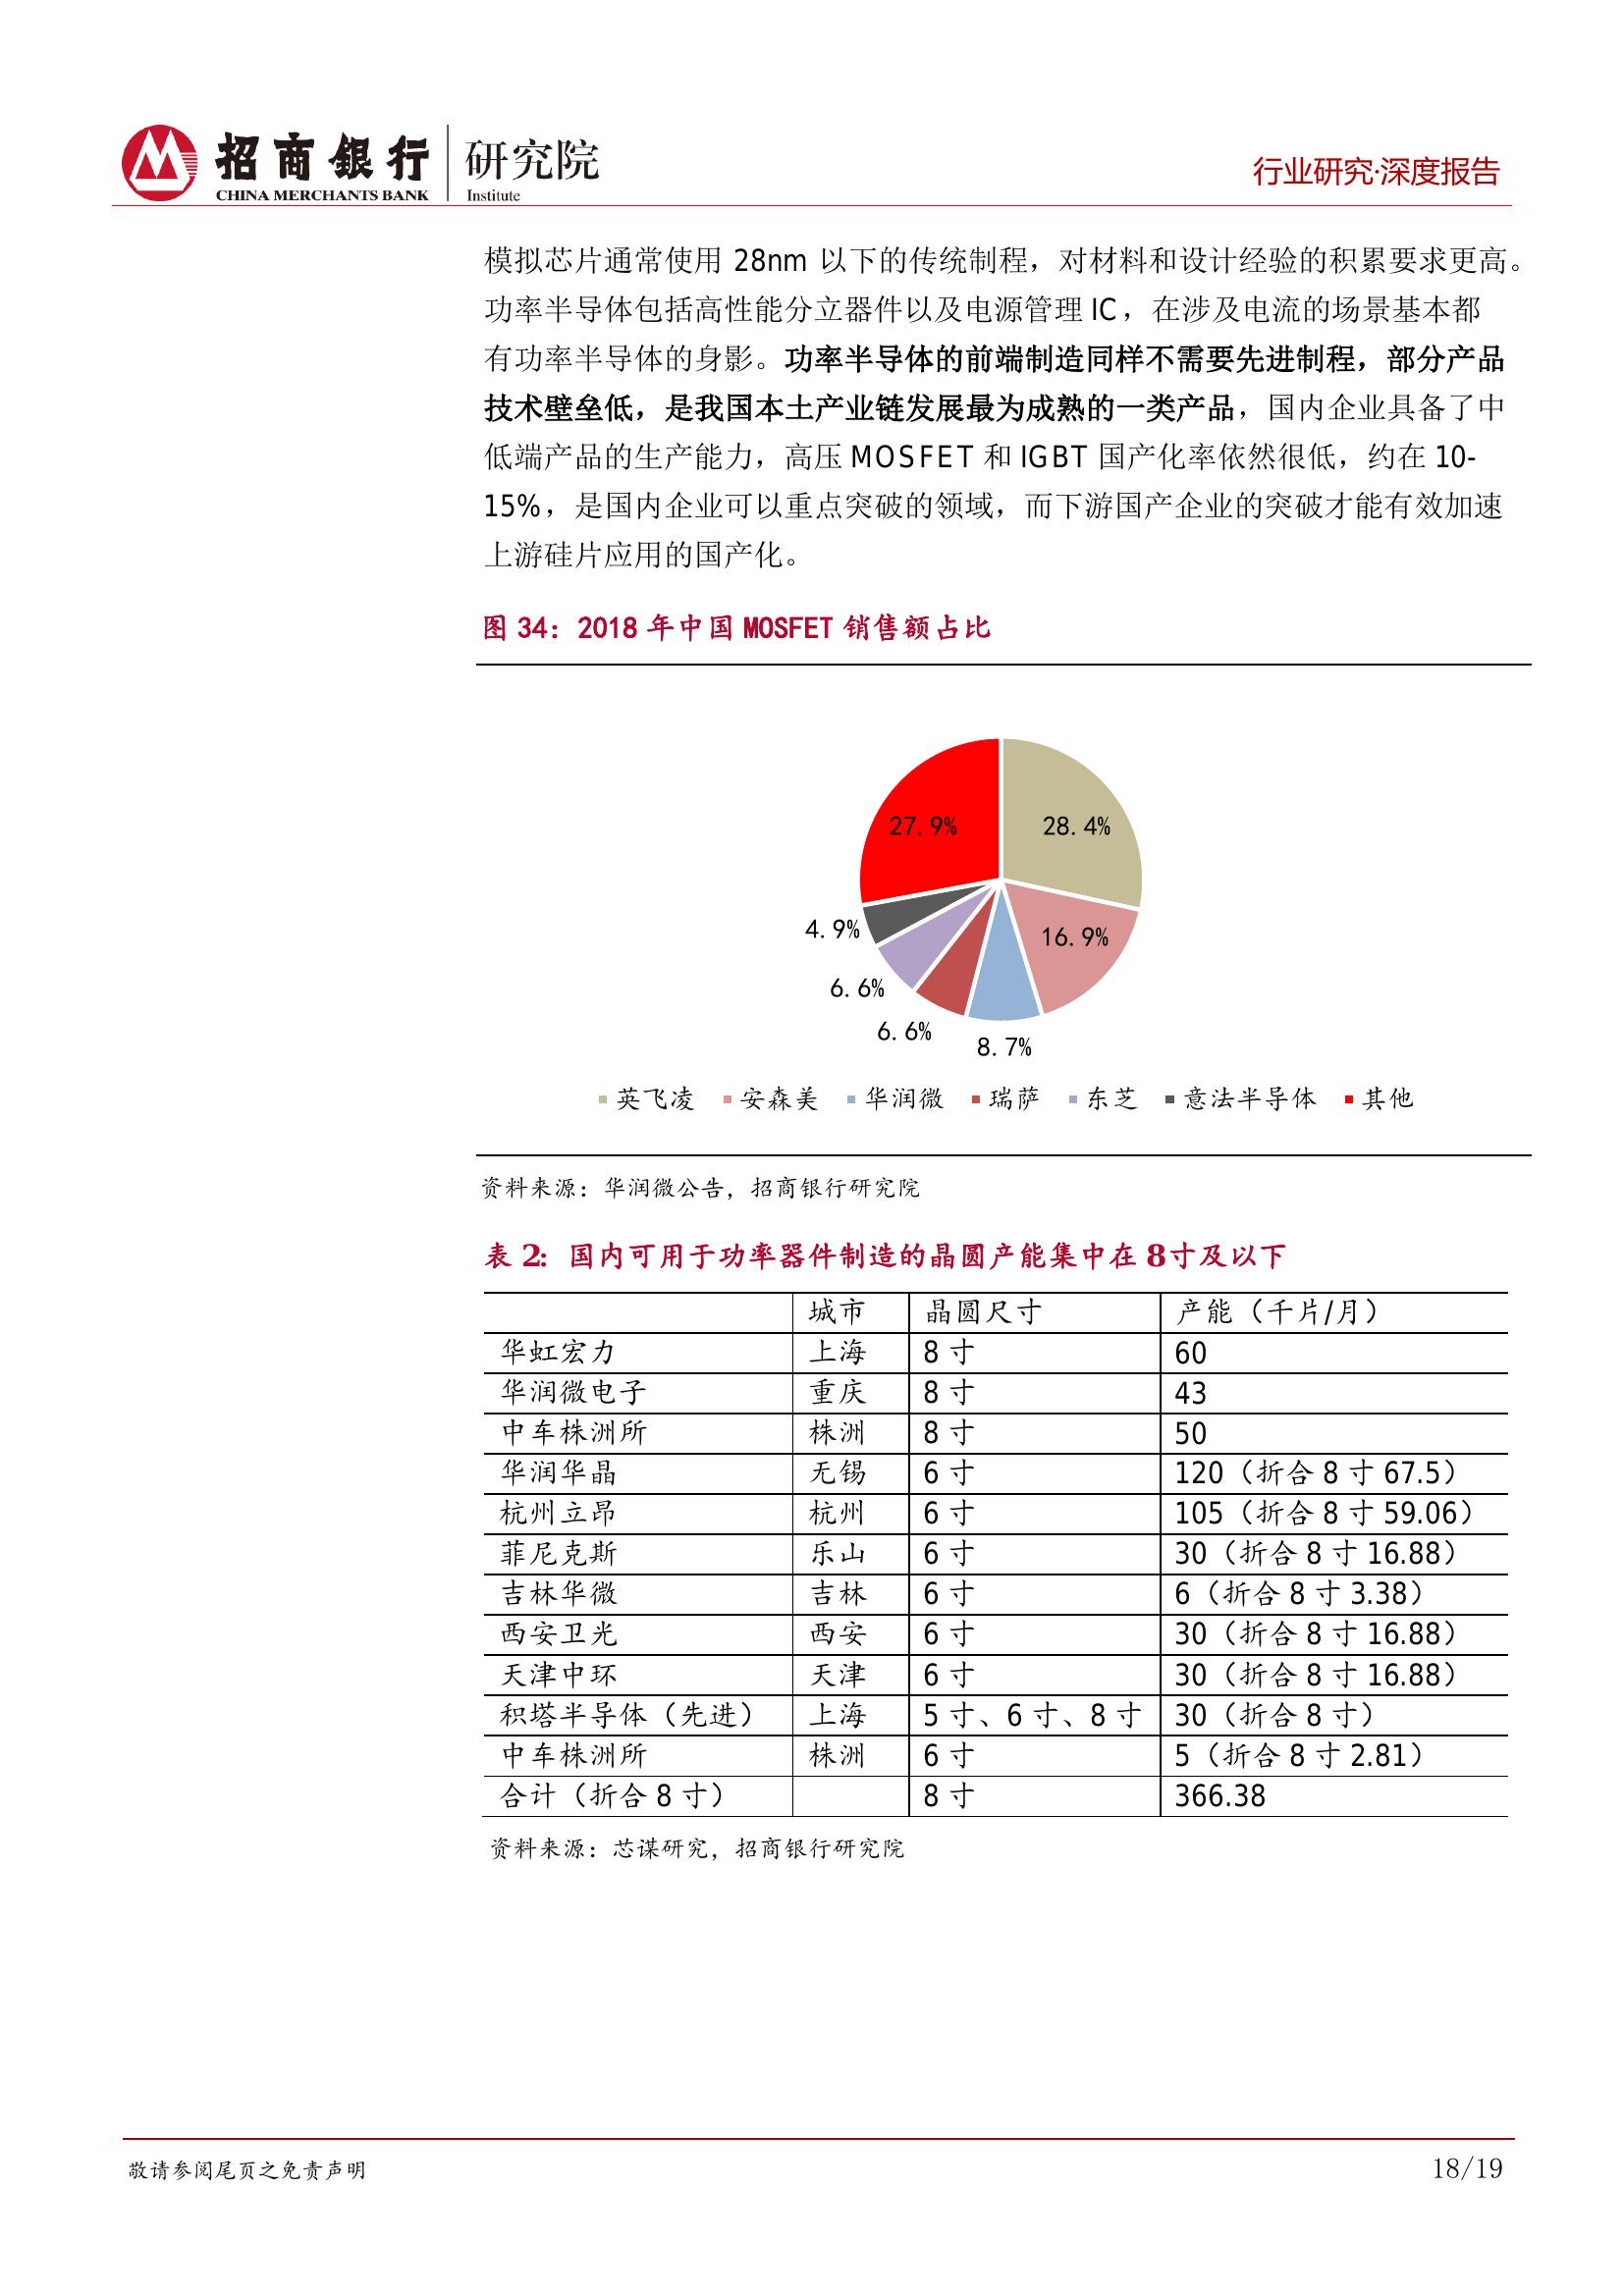 招商银行 研究院
CHINA MERCHANTS BANK Institute
行业研究·深度报告
模拟芯片通常使用 28nm 以下的传统制程，对材料和设计经验的积累要求更高。
功率半导体包括高性能分立器件以及电源管理 IC，在涉及电流的场景基本都
有功率半导体的身影。功率半导体的前端制造同样不需要先进制程，部分产品
技术壁垒低，是我国本土产业链发展最为成熟的一类产品，国内企业具备了中
低端产品的生产能力，高压 MOSFET 和 IGBT 国产化率依然很低，约在 10-
15%，是国内企业可以重点突破的领域，而下游国产企业的突破才能有效加速
上游硅片应用的国产化。
图 34：2018 年中国 MOSFET 销售额占比
27.9% 28.4%
4.9% 16.9%
6.6%
6.6%
8.7%
英飞凌 安森美 华润微 瑞萨 东芝 意法半导体 其他
资料来源：华润微公告，招商银行研究院
表 2：国内可用于功率器件制造的晶圆产能集中在 8寸及以下
城市 晶圆尺寸 产能（千片/月）
华虹宏力 上海 8 寸 60
华润微电子 重庆 8 寸 43
中车株洲所 株洲 8 寸 50
华润华晶 无锡 6 寸 120（折合 8 寸 67.5）
杭州立昂 杭州 6 寸 105（折合 8 寸 59.06）
菲尼克斯 乐山 6 寸 30（折合 8 寸 16.88）
吉林华微 吉林 6 寸 6（折合 8 寸 3.38）
西安卫光 西安 6 寸 30（折合 8 寸 16.88）
天津中环 天津 6 寸 30（折合 8 寸 16.88）
积塔半导体（先进） 上海 5 寸、6 寸、8 寸 30（折合 8 寸）
中车株洲所 株洲 6 寸 5（折合 8 寸 2.81）
合计（折合 8 寸） 8 寸 366.38
资料来源：芯谋研究，招商银行研究院
敬请参阅尾页之免责声明
18/19